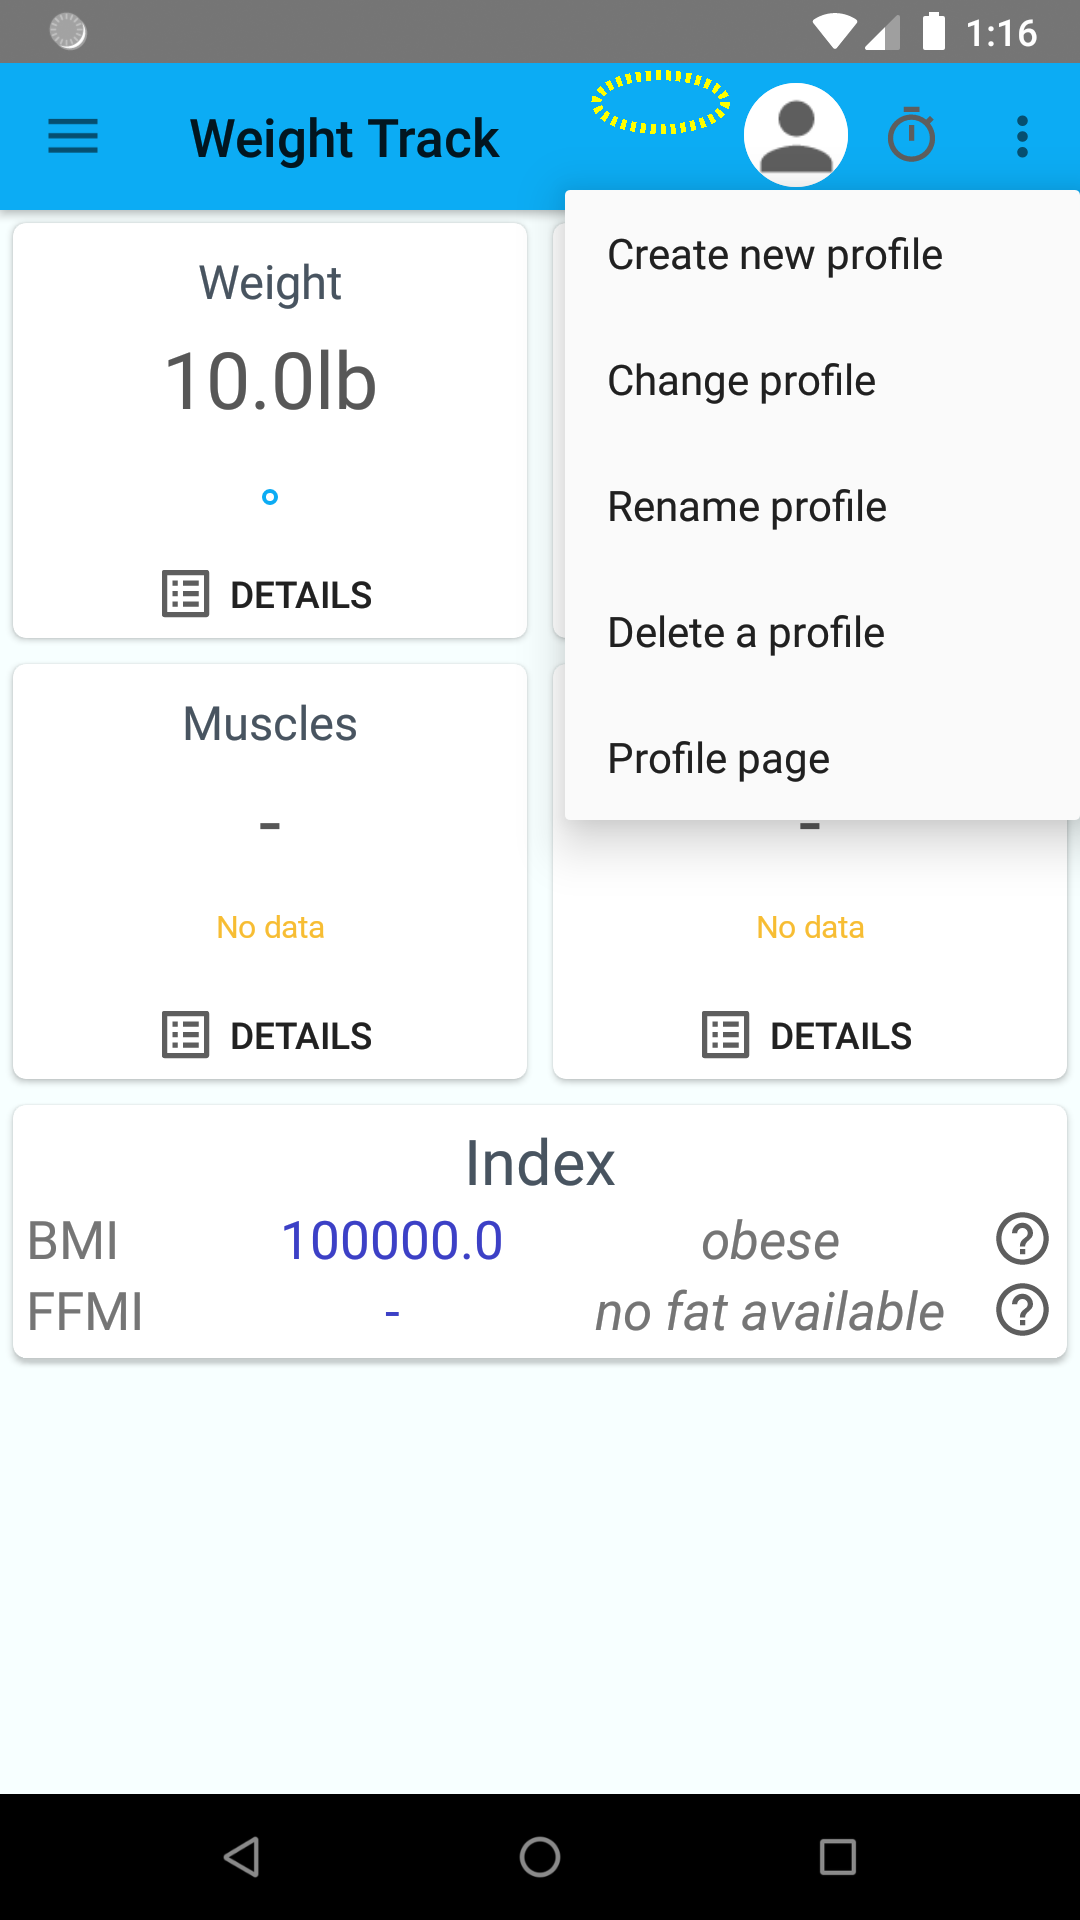 1:16
Weight Track
Create new profile
Change profile
Rename profile
Delete a profile
Profile page
Weight
10.0lb
DETAILS
Muscles
-
No data
DETAILS
-
No data
DETAILS
Index
BMI 100000.0 obese
FFMI - no fat available